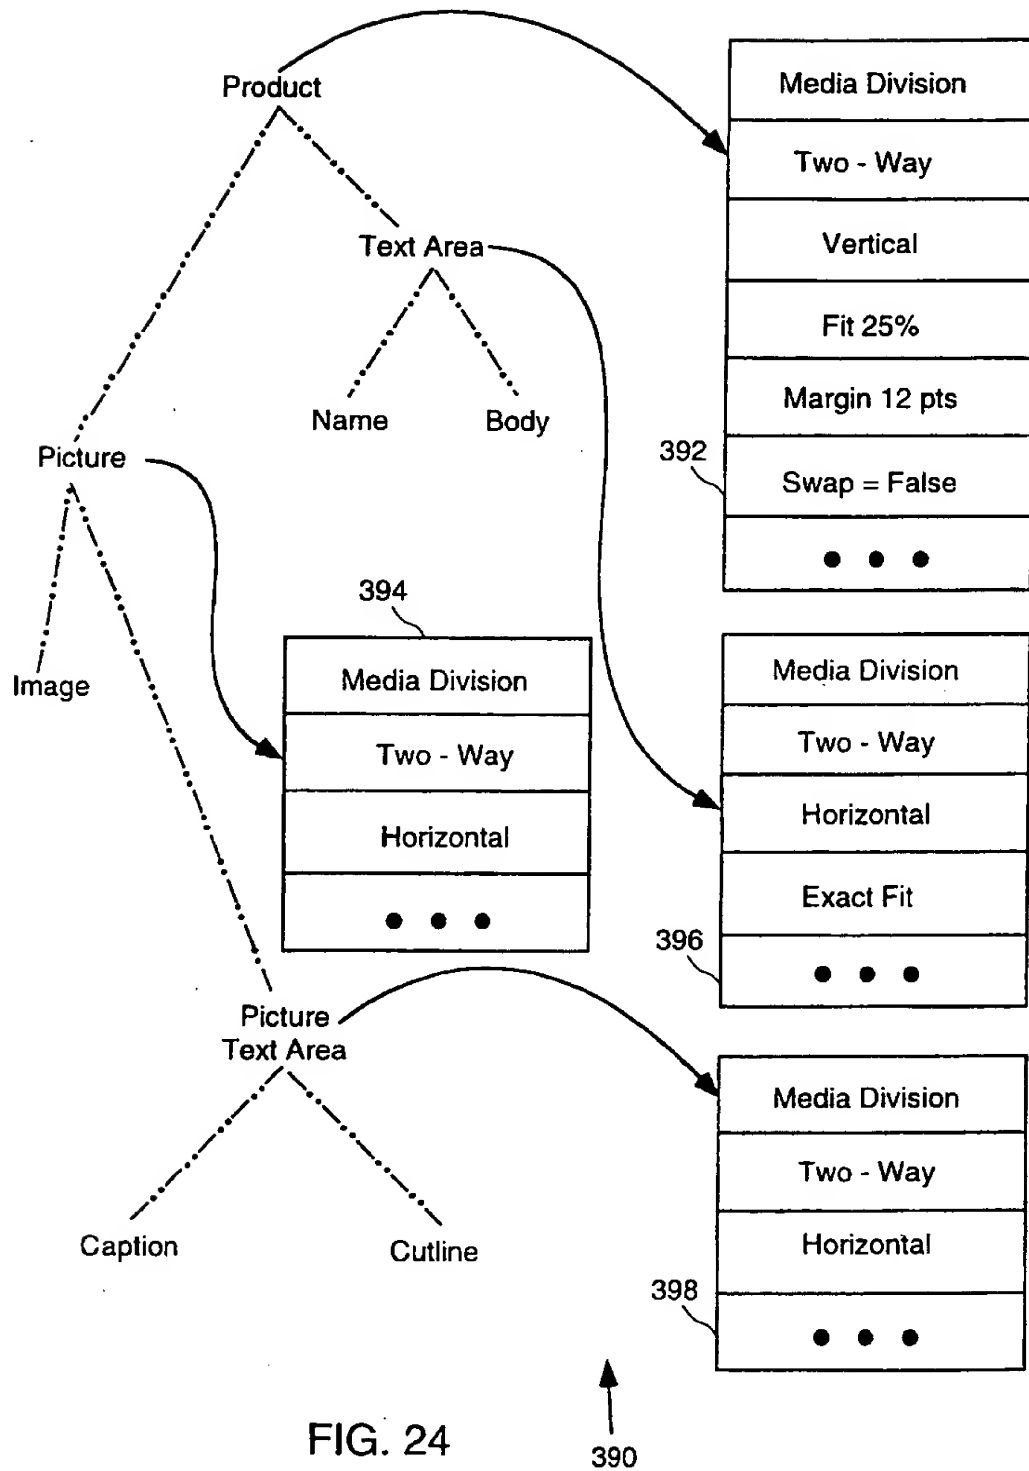 Product
Text Area
Name
Body
Picture
Image
Picture
Text Area
Caption
Cutline
Media Division
Two - Way
Vertical
Fit 25%
Margin 12 pts
392
Swap = False
394
Media Division
Two - Way
Horizontal
Media Division
Two - Way
Horizontal
Exact Fit
396
Media Division
Two - Way
Horizontal
398
FIG. 24
390